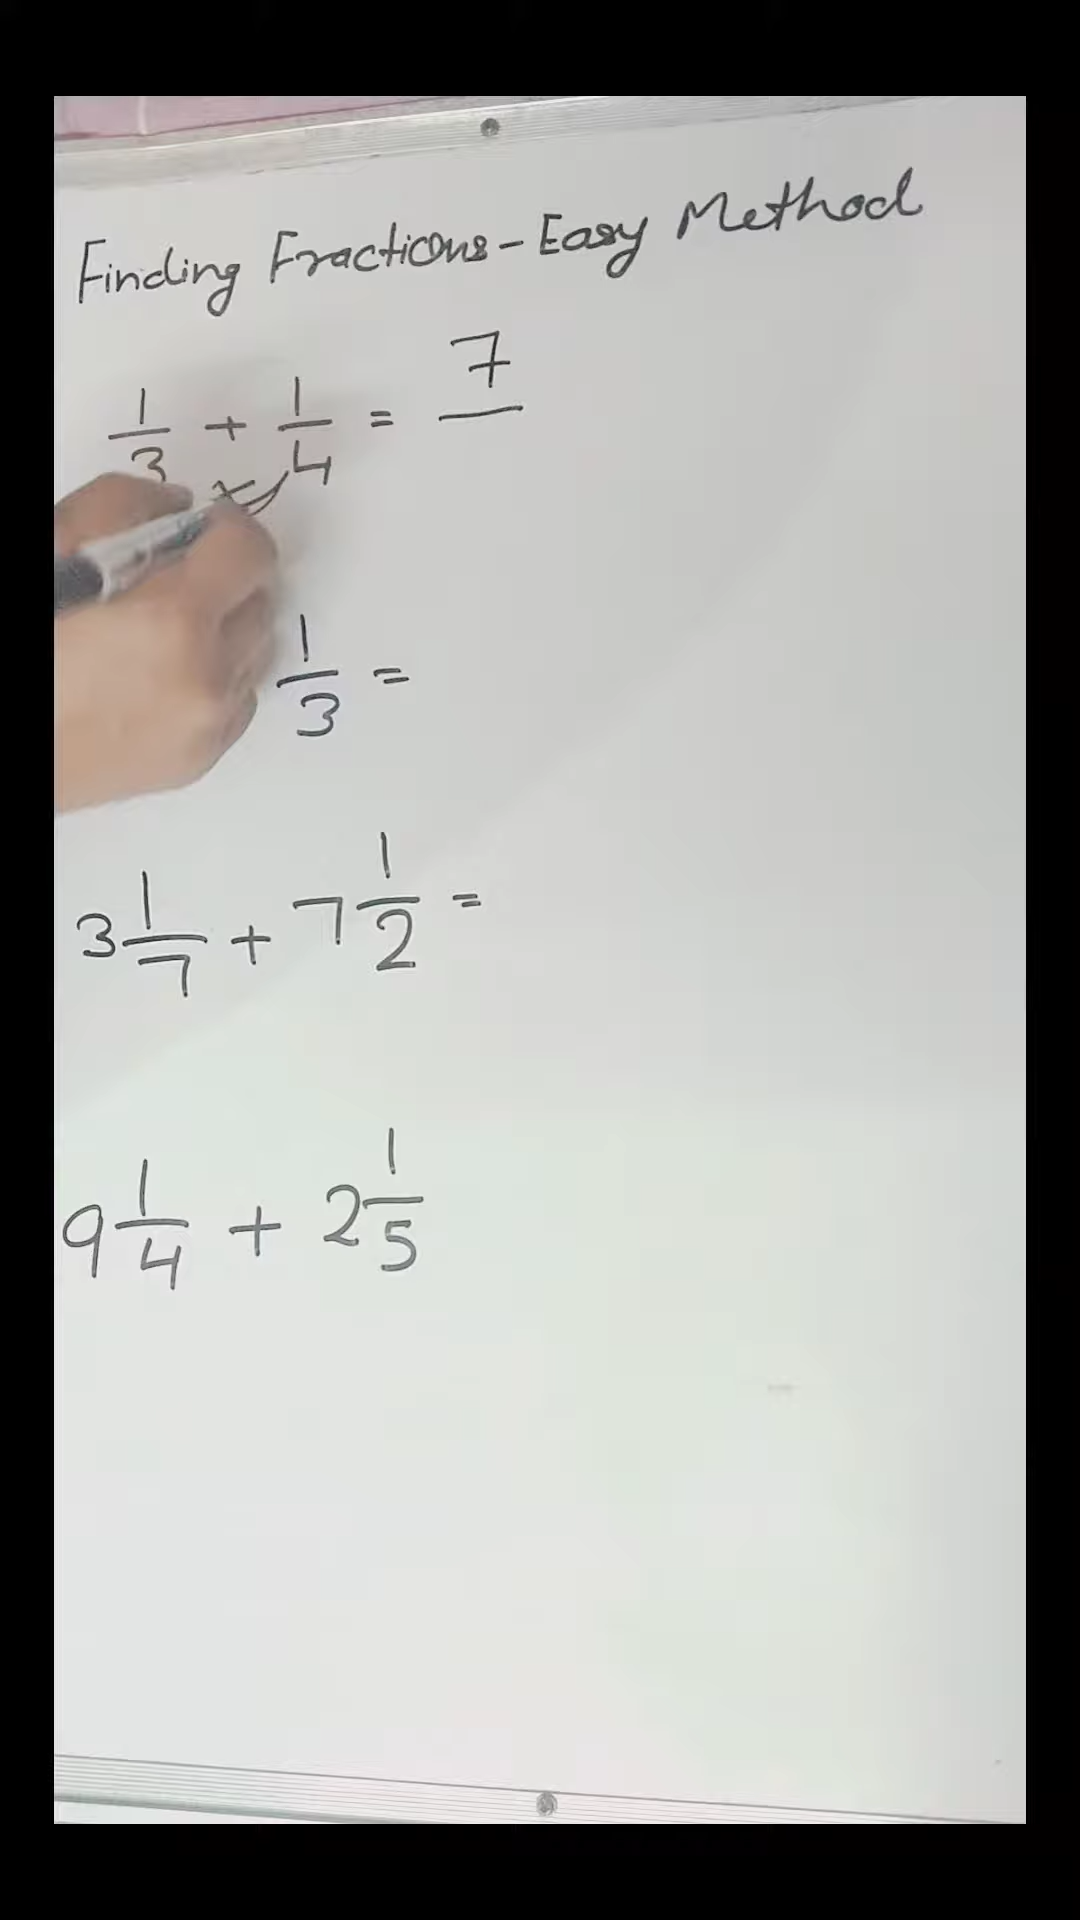 Finding Fractions - Easy Method
1/3 + 1/4 = 7/
×
1/3 =
3 1/7 + 7 1/2 =
9 1/4 + 2 1/5